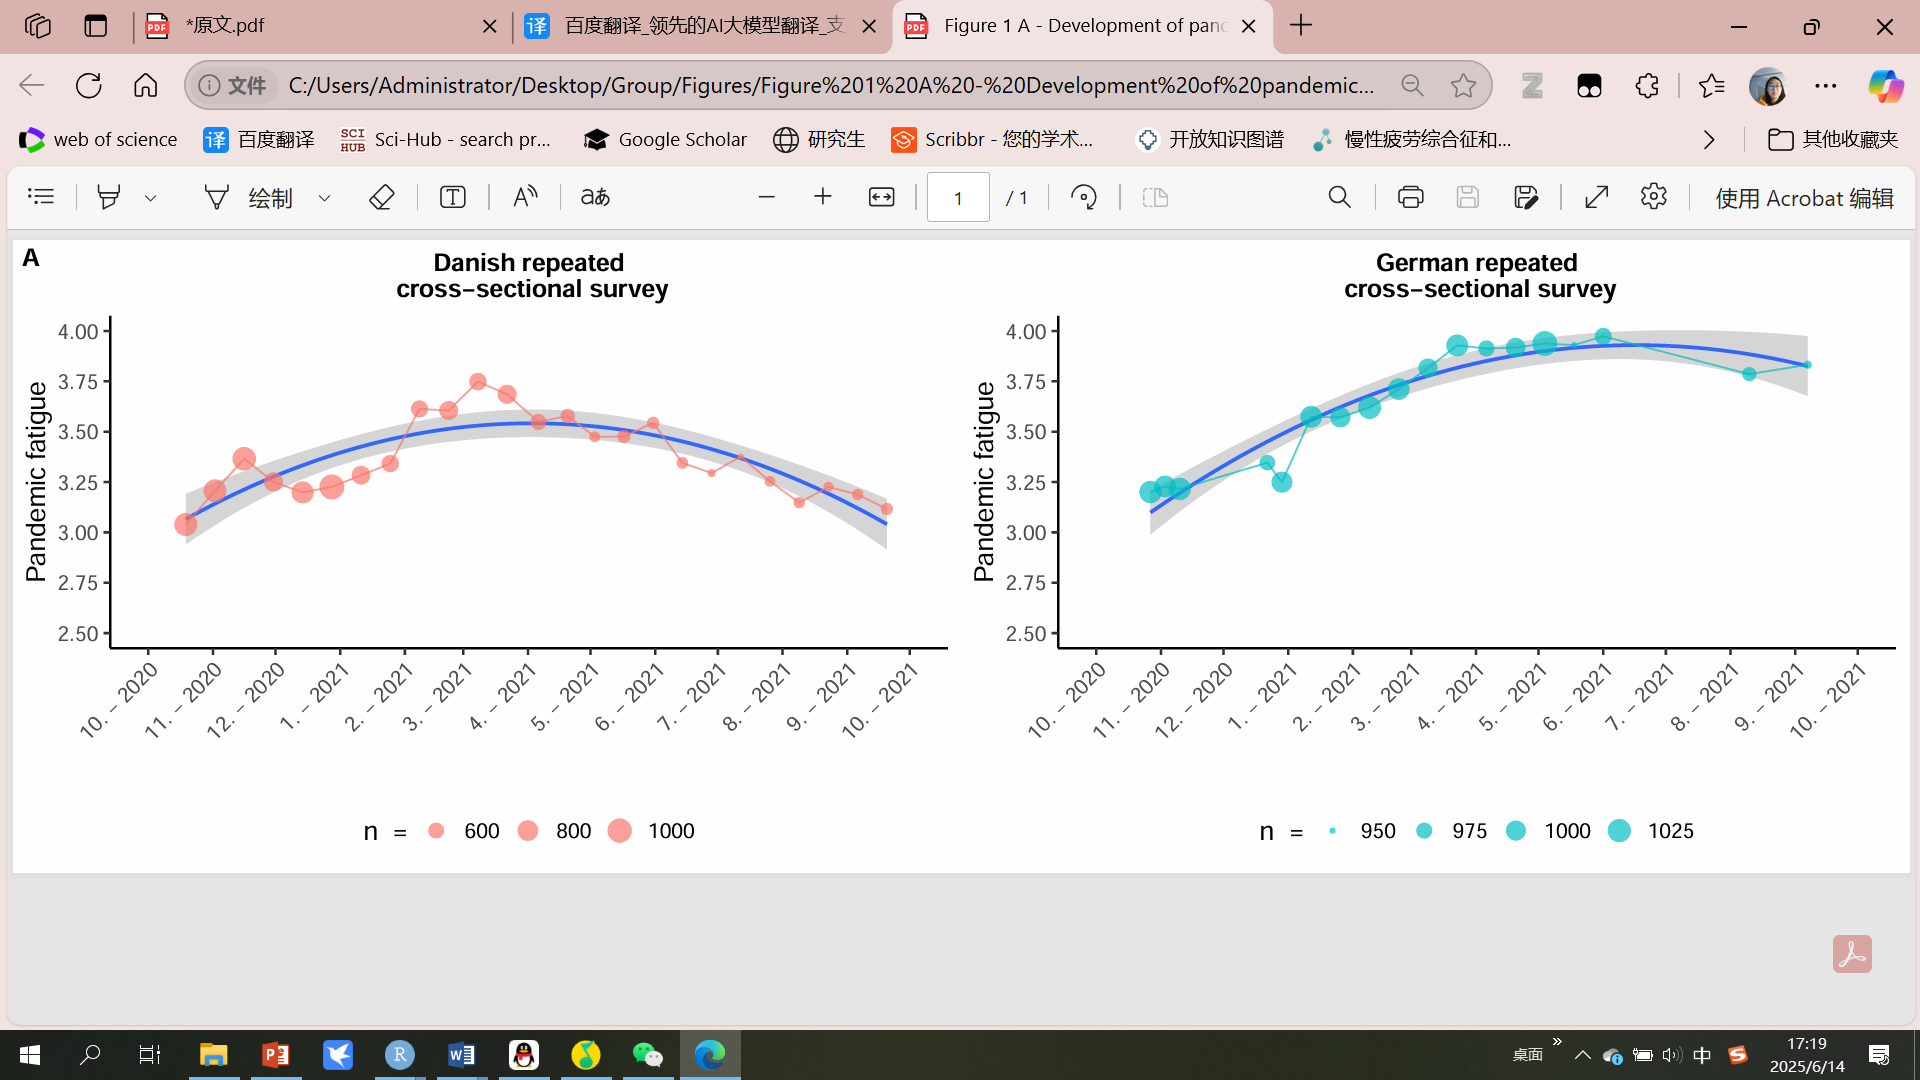 *原文.pdf
百度翻译_领先的AI大模型翻译_支
Figure 1 A - Development of pan
文件
C:/Users/Administrator/Desktop/Group/Figures/Figure%201%20A%20-%20Development%20of%20pandemic...
web of science
百度翻译
SCI HUB
Sci-Hub - search pr...
Google Scholar
研究生
Scribbr - 您的学术...
开放知识图谱
慢性疲劳综合征和...
其他收藏夹
绘制
aあ
1
/ 1
使用 Acrobat 编辑
A
Danish repeated
cross−sectional survey
Pandemic fatigue
4.00
3.75
3.50
3.25
3.00
2.75
2.50
10. − 2020
11. − 2020
12. − 2020
1. − 2021
2. − 2021
3. − 2021
4. − 2021
5. − 2021
6. − 2021
7. − 2021
8. − 2021
9. − 2021
10. − 2021
n = 600 800 1000
German repeated
cross−sectional survey
Pandemic fatigue
4.00
3.75
3.50
3.25
3.00
2.75
2.50
10. − 2020
11. − 2020
12. − 2020
1. − 2021
2. − 2021
3. − 2021
4. − 2021
5. − 2021
6. − 2021
7. − 2021
8. − 2021
9. − 2021
10. − 2021
n = 950 975 1000 1025
桌面
中
17:19
2025/6/14